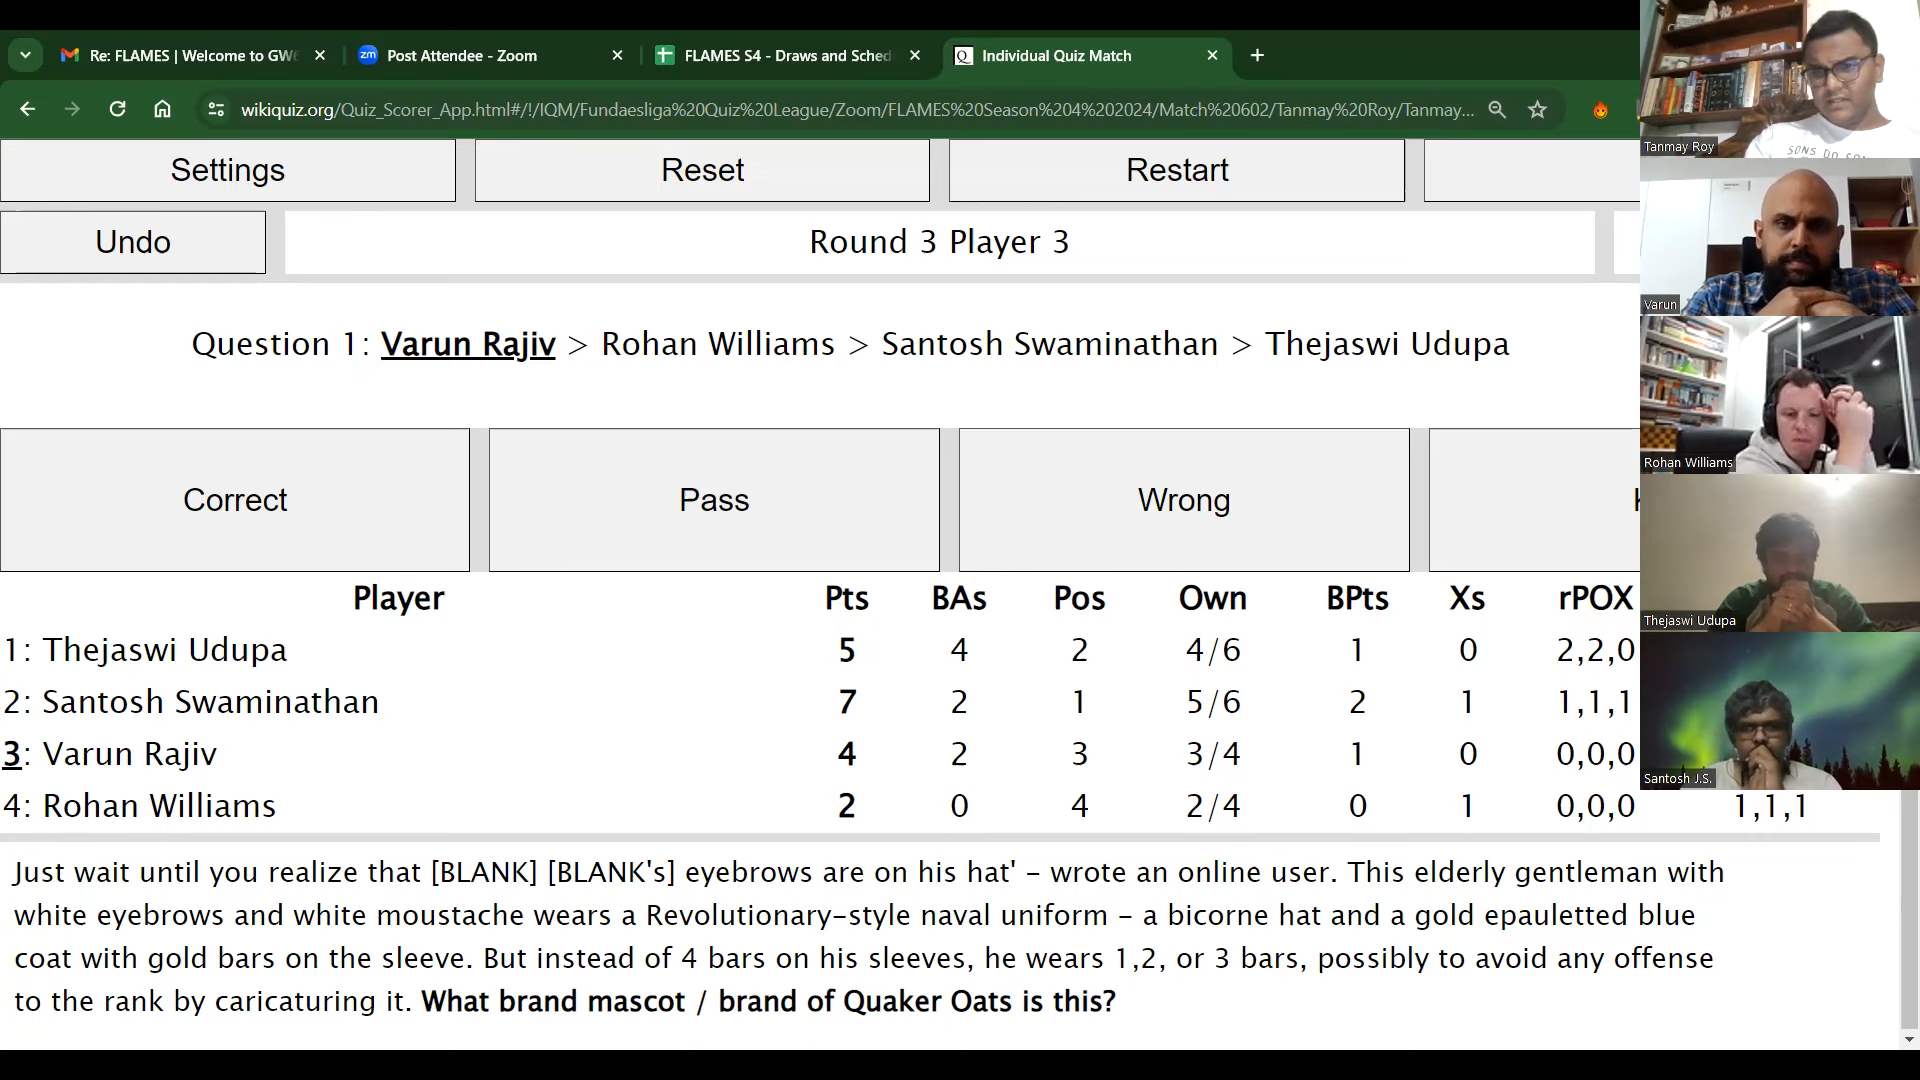 Re: FLAMES | Welcome to GW
Post Attendee - Zoom
FLAMES S4 - Draws and Sched
Individual Quiz Match
wikiquiz.org/Quiz_Scorer_App.html#/!/IQM/Fundaesliga%20Quiz%20League/Zoom/FLAMES%20Season%204%202024/Match%20602/Tanmay%20Roy/Tanmay...
Settings Reset Restart
Undo Round 3 Player 3
Question 1: Varun Rajiv > Rohan Williams > Santosh Swaminathan > Thejaswi Udupa
Correct Pass Wrong
Player Pts BAs Pos Own BPts Xs rPOX
1: Thejaswi Udupa 5 4 2 4/6 1 0 2,2,0
2: Santosh Swaminathan 7 2 1 5/6 2 1 1,1,1
3: Varun Rajiv 4 2 3 3/4 1 0 0,0,0
4: Rohan Williams 2 0 4 2/4 0 1 0,0,0 1,1,1
Just wait until you realize that [BLANK] [BLANK's] eyebrows are on his hat' – wrote an online user. This elderly gentleman with
white eyebrows and white moustache wears a Revolutionary-style naval uniform – a bicorne hat and a gold epauletted blue
coat with gold bars on the sleeve. But instead of 4 bars on his sleeves, he wears 1,2, or 3 bars, possibly to avoid any offense
to the rank by caricaturing it. What brand mascot / brand of Quaker Oats is this?
Tanmay Roy
Varun
Rohan Williams
Thejaswi Udupa
Santosh J.S.